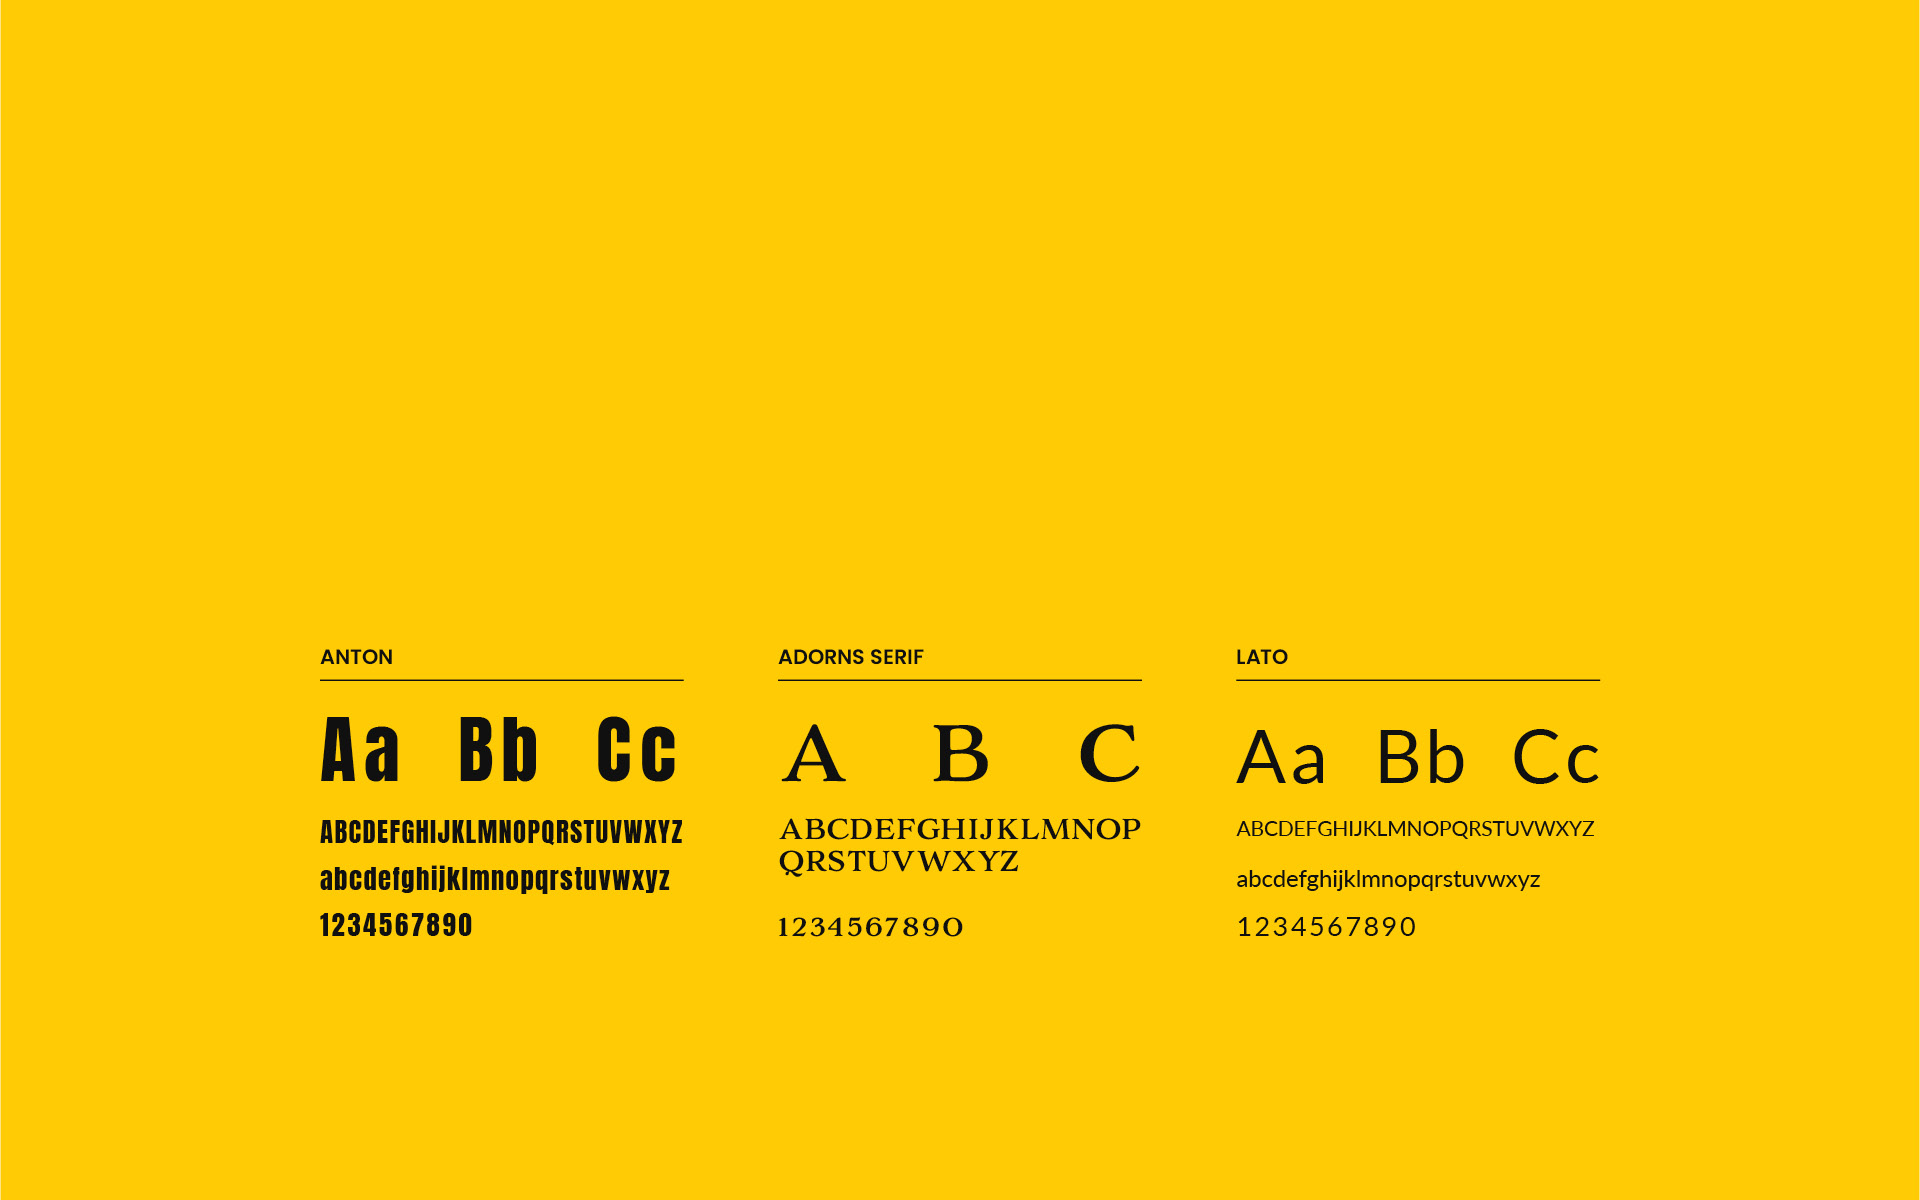 ANTON
Aa Bb Cc
ABCDEFGHIJKLMNOPQRSTUVWXYZ
abcdefghijklmnopqrstuvwxyz
1234567890
ADORNS SERIF
A B C
ABCDEFGHIJKLMNOP
QRSTUVWXYZ
1234567890
LATO
Aa Bb Cc
ABCDEFGHIJKLMNOPQRSTUVWXYZ
abcdefghijklmnopqrstuvwxyz
1234567890